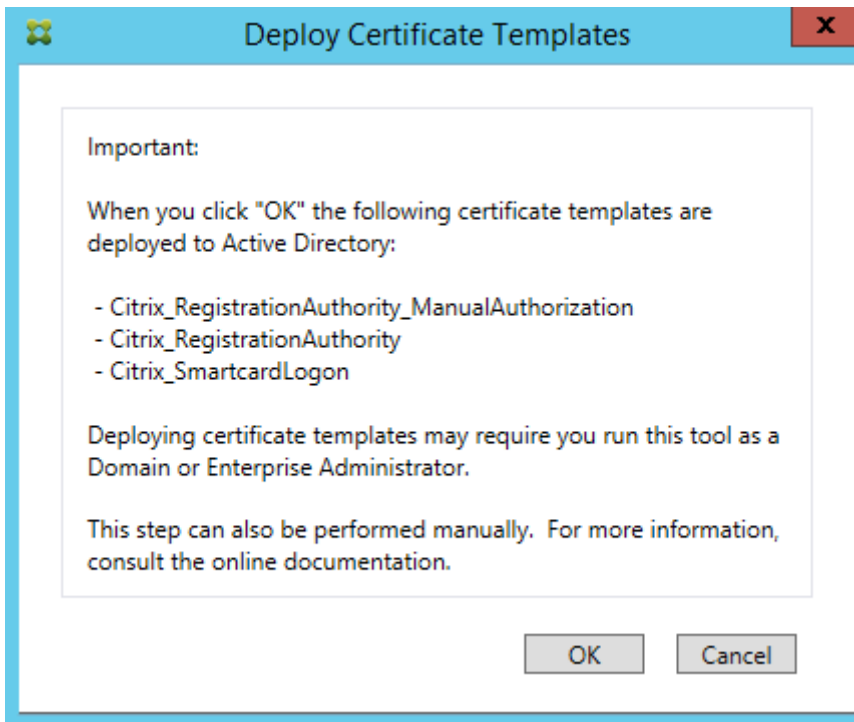 Deploy Certificate Templates
x
Important:
When you click "OK" the following certificate templates are
deployed to Active Directory:
- Citrix_RegistrationAuthority_ManualAuthorization
- Citrix_RegistrationAuthority
- Citrix_SmartcardLogon
Deploying certificate templates may require you run this tool as a
Domain or Enterprise Administrator.
This step can also be performed manually.  For more information,
consult the online documentation.
OK
Cancel